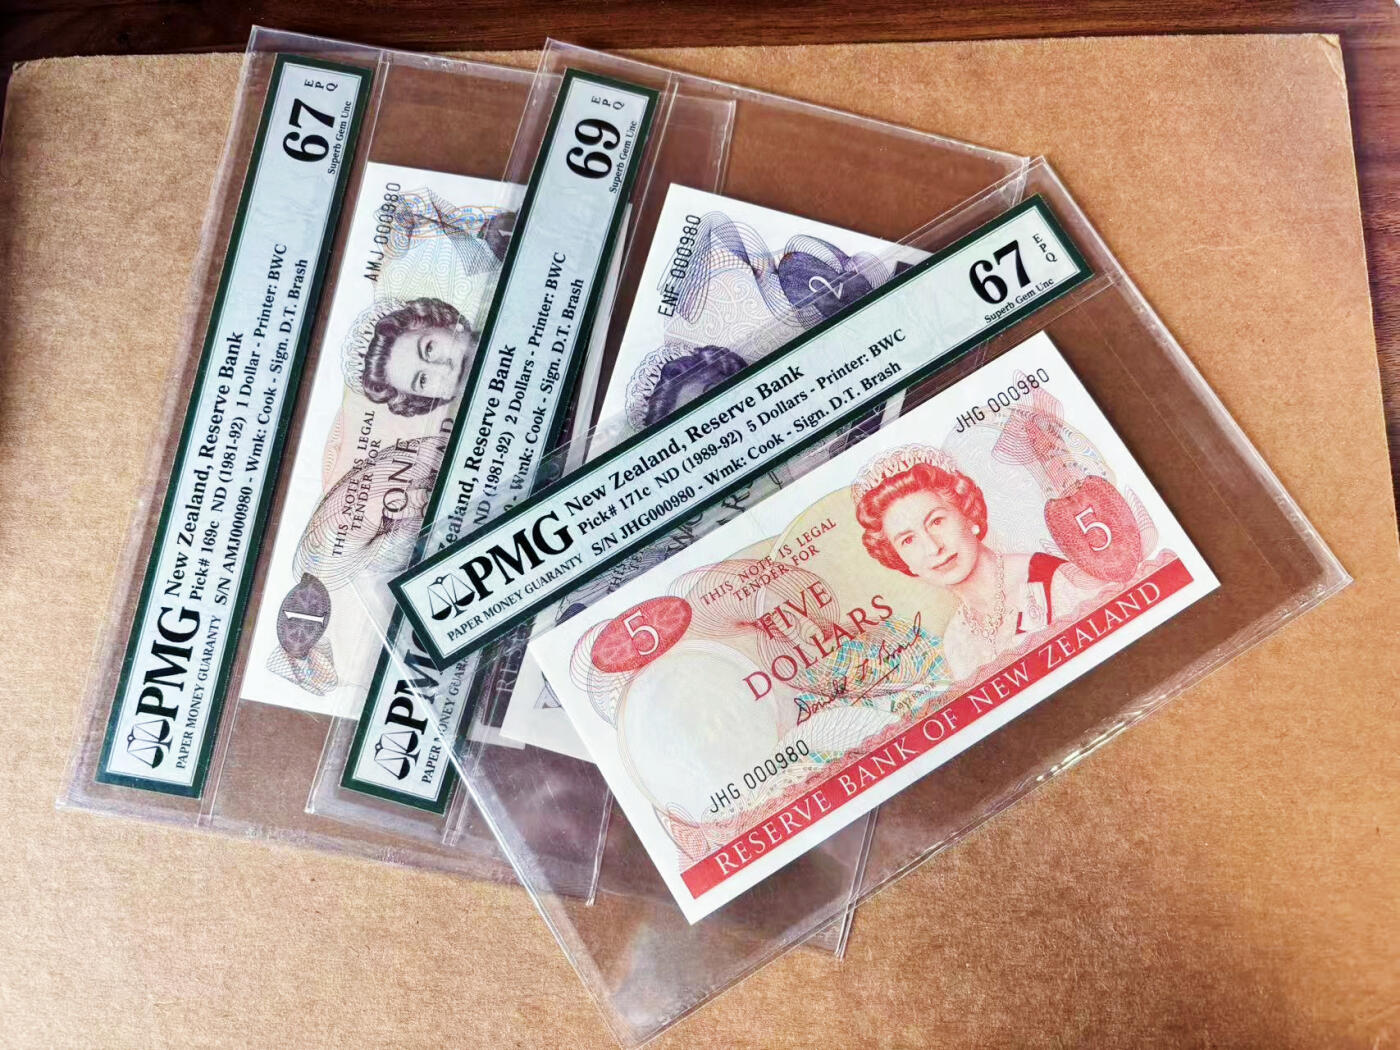 New Zealand, Reserve Bank
Pick# 169c ND (1981-92) 1 Dollar - Printer: BWC
S/N AMJ000980 - Wmk: Cook - Sign. D.T. Brash
67
EPQ
Superb Gem Unc
PMG
PAPER MONEY GUARANTY
AMJ 000980
THIS NOTE IS LEGAL
TENDER FOR
ONE
1
ealand, Reserve Bank
ND (1981-92) 2 Dollars - Printer: BWC
- Wmk: Cook - Sign. D.T. Brash
69
EPQ
Superb Gem Unc
PM
PAPER MONEY GUARA
ENF 000980
2
New Zealand, Reserve Bank
Pick# 171c ND (1989-92) 5 Dollars - Printer: BWC
S/N JHG000980 - Wmk: Cook - Sign. D.T. Brash
67
EPQ
Superb Gem Unc
PMG
PAPER MONEY GUARANTY
JHG 000980
THIS NOTE IS LEGAL
TENDER FOR
FIVE
DOLLARS
5
5
JHG 000980
RESERVE BANK OF NEW ZEALAND